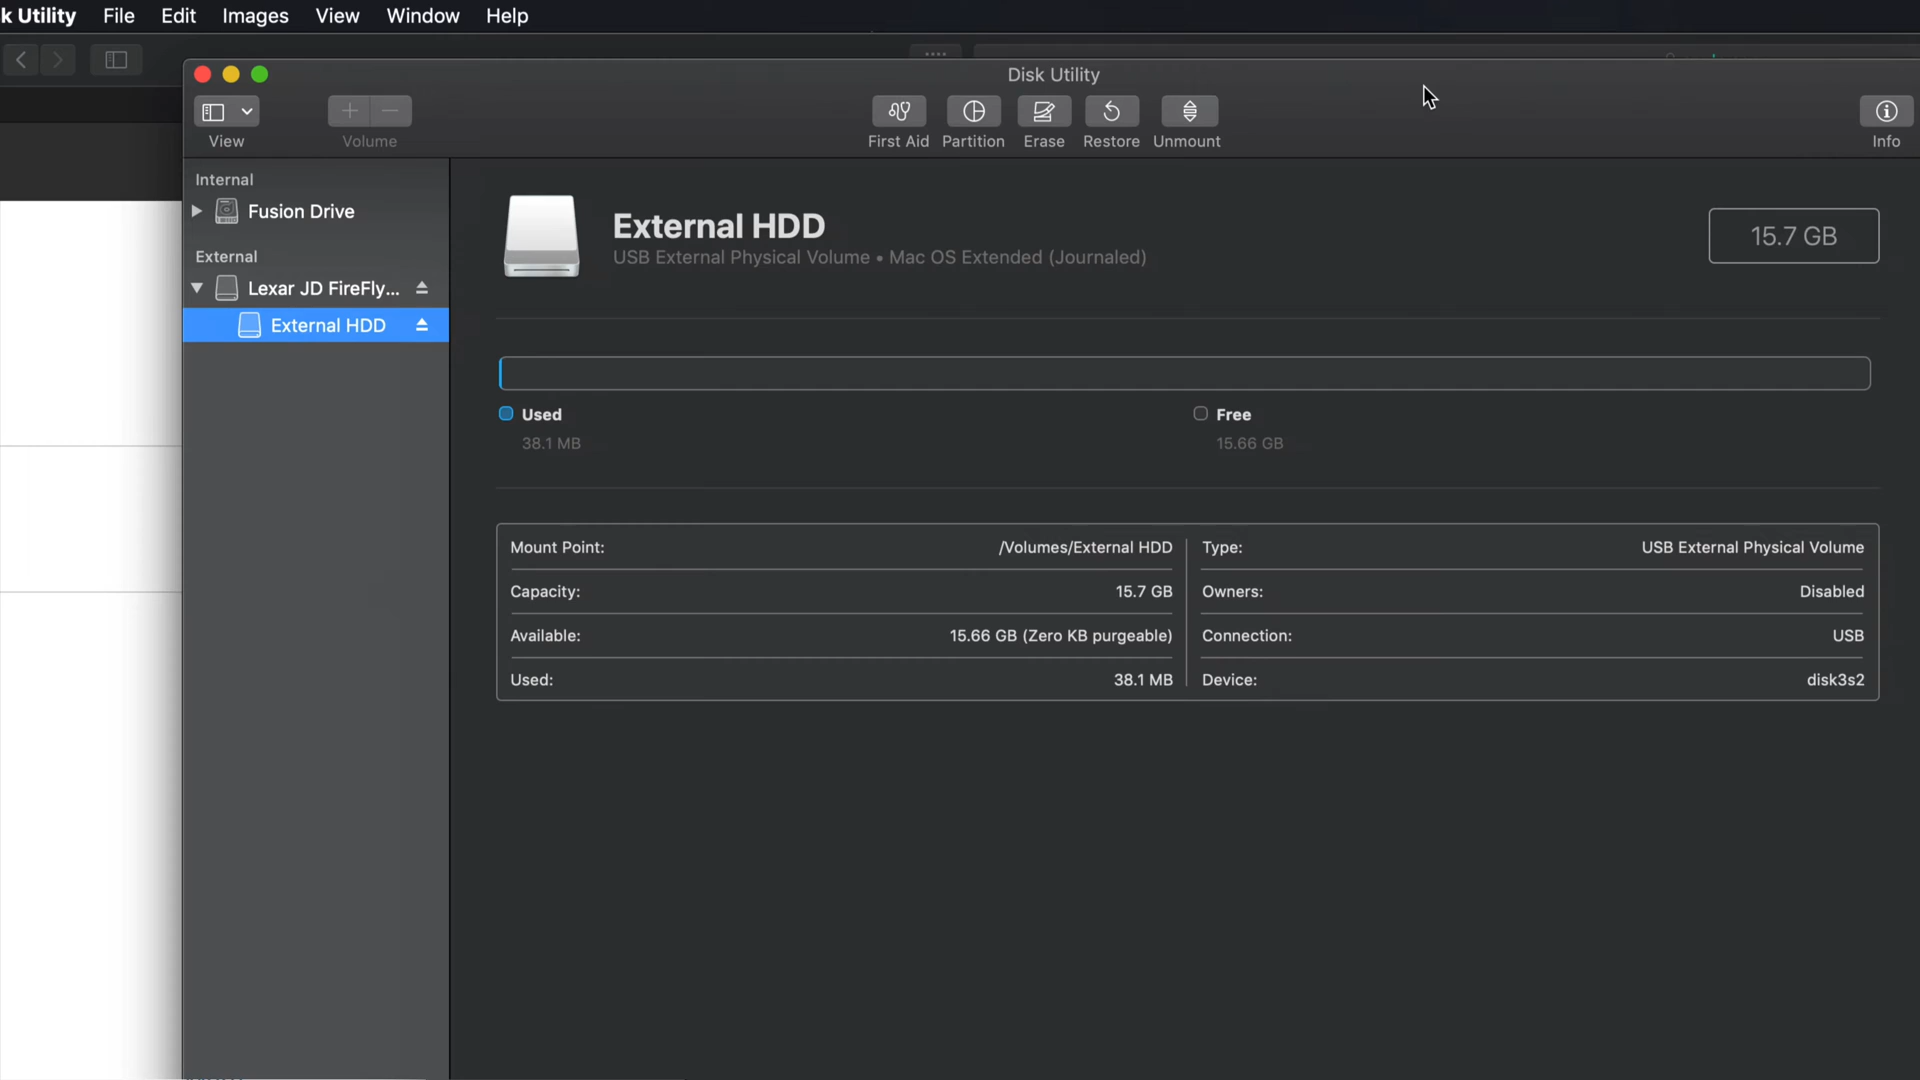 k Utility File Edit Images View Window Help
Disk Utility
View Volume First Aid Partition Erase Restore Unmount Info
Internal
Fusion Drive
External
Lexar JD FireFly...
External HDD
External HDD
USB External Physical Volume • Mac OS Extended (Journaled)
15.7 GB
Used Free
38.1 MB 15.66 GB
Mount Point: /Volumes/External HDD Type: USB External Physical Volume
Capacity: 15.7 GB Owners: Disabled
Available: 15.66 GB (Zero KB purgeable) Connection: USB
Used: 38.1 MB Device: disk3s2